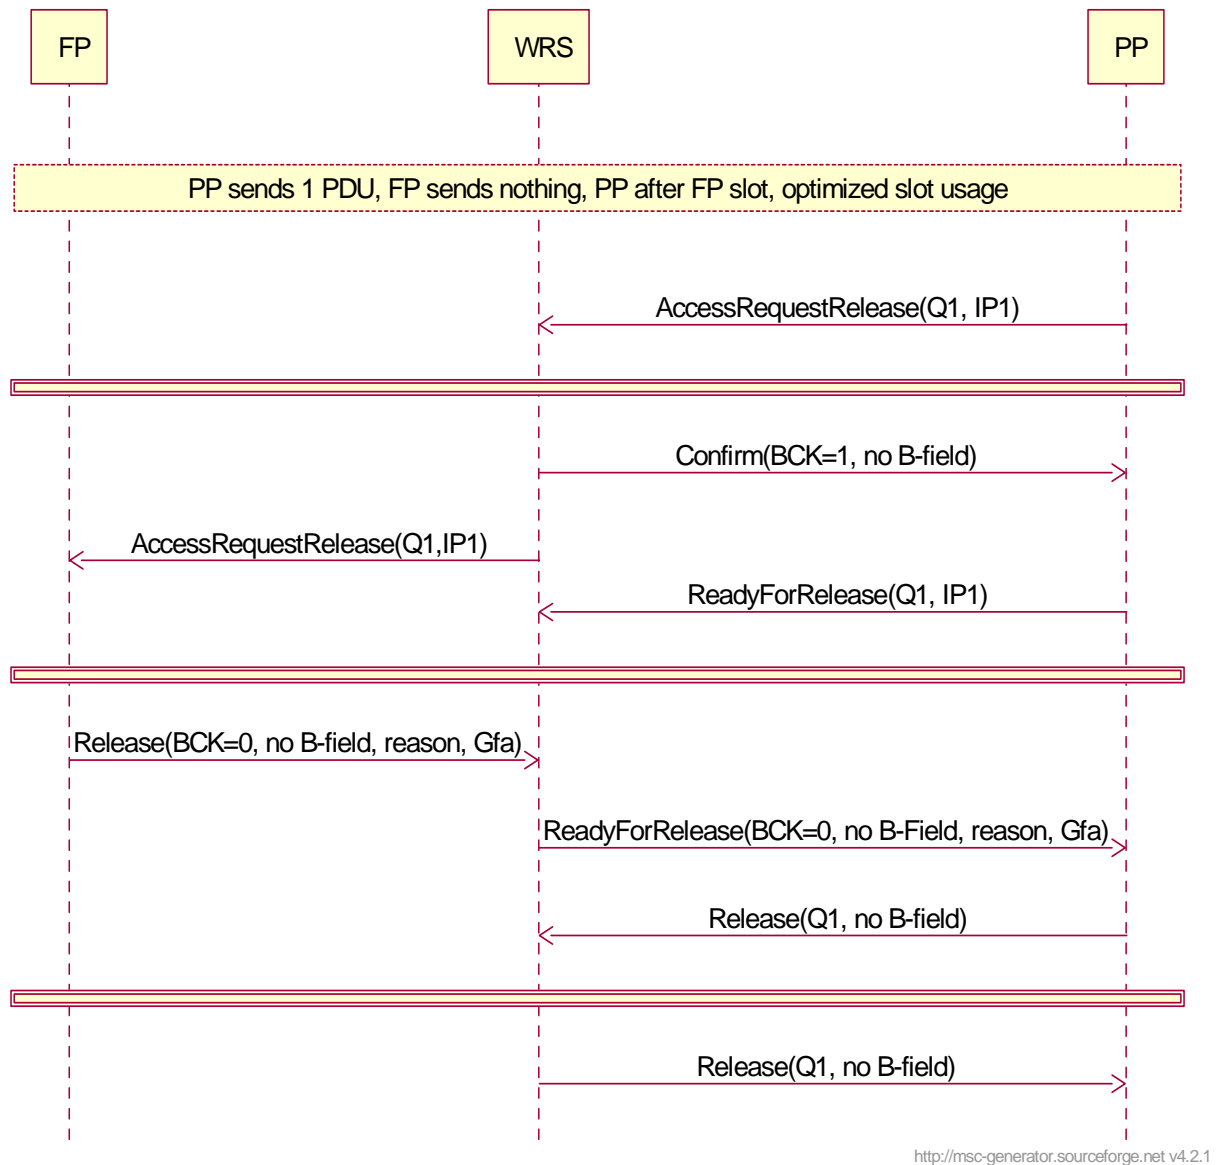 FP
WRS
PP
PP sends 1 PDU, FP sends nothing, PP after FP slot, optimized slot usage
AccessRequestRelease(Q1, IP1)
Confirm(BCK=1, no B-field)
AccessRequestRelease(Q1,IP1)
ReadyForRelease(Q1, IP1)
Release(BCK=0, no B-field, reason, Gfa)
ReadyForRelease(BCK=0, no B-Field, reason, Gfa)
Release(Q1, no B-field)
Release(Q1, no B-field)
http://msc-generator.sourceforge.net v4.2.1